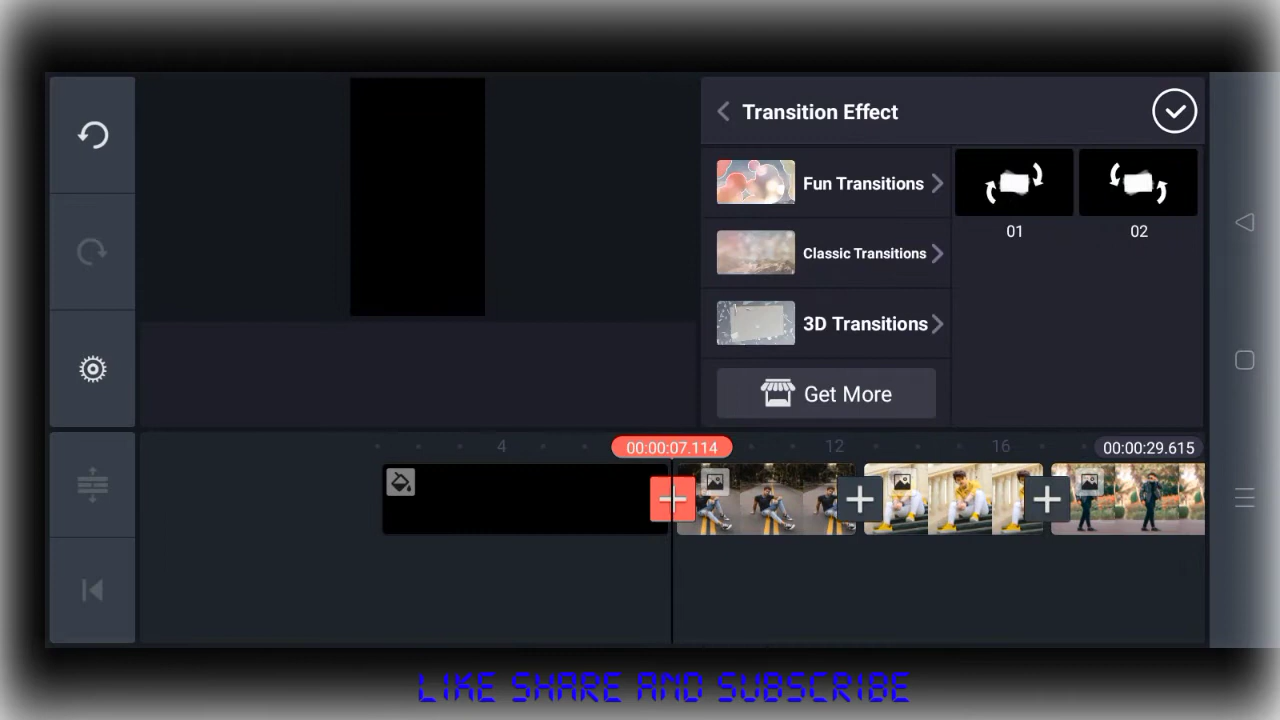 Transition Effect
Fun Transitions
Classic Transitions
3D Transitions
Get More
01
02
4
00:00:07.114
12
16
00:00:29.615
LIKE SHARE AND SUBSCRIBE